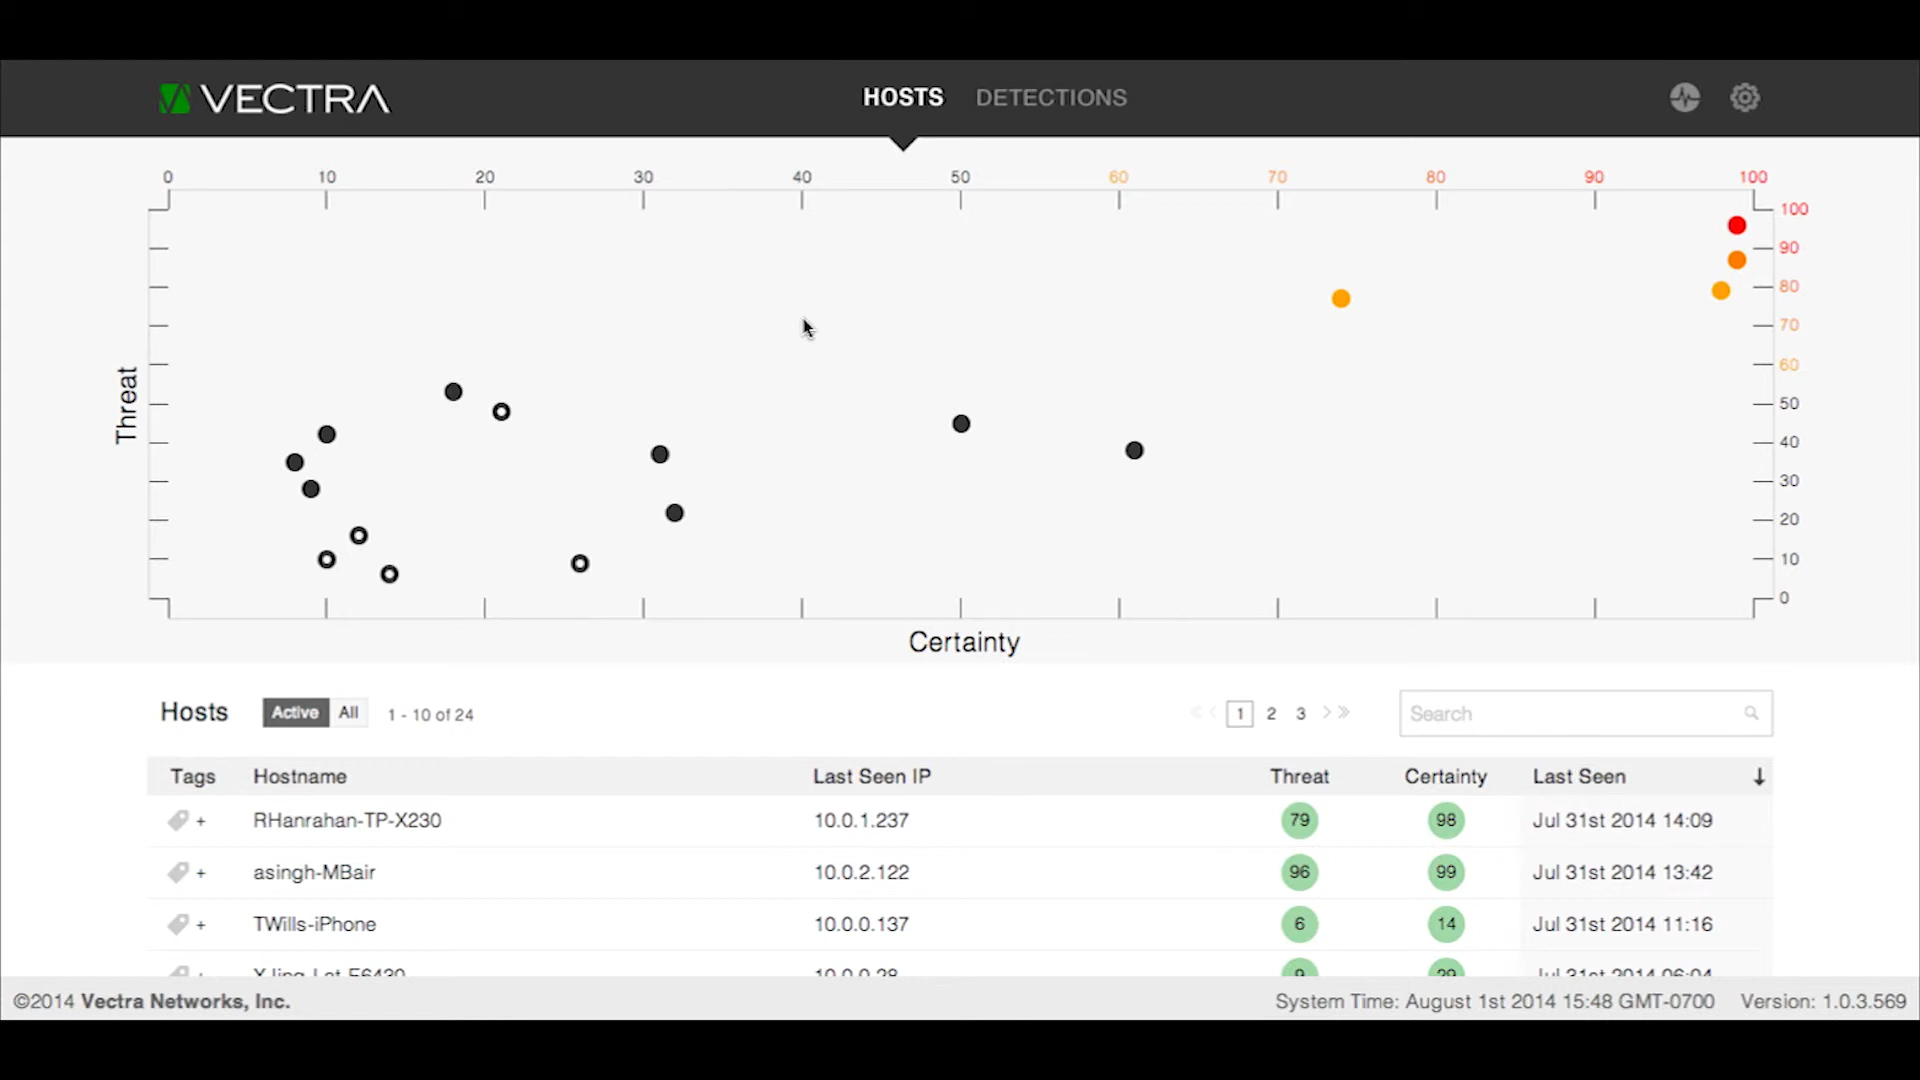 VECTRA HOSTS DETECTIONS
0 10 20 30 40 50 60 70 80 90 100
100
90
80
70
60
50
40
30
20
10
0
Threat
Certainty
Hosts Active All 1 - 10 of 24 « ‹ 1 2 3 › » Search
Tags Hostname Last Seen IP Threat Certainty Last Seen ↓
+ RHanrahan-TP-X230 10.0.1.237 79 98 Jul 31st 2014 14:09
+ asingh-MBair 10.0.2.122 96 99 Jul 31st 2014 13:42
+ TWills-iPhone 10.0.0.137 6 14 Jul 31st 2014 11:16
©2014 Vectra Networks, Inc. System Time: August 1st 2014 15:48 GMT-0700 Version: 1.0.3.569